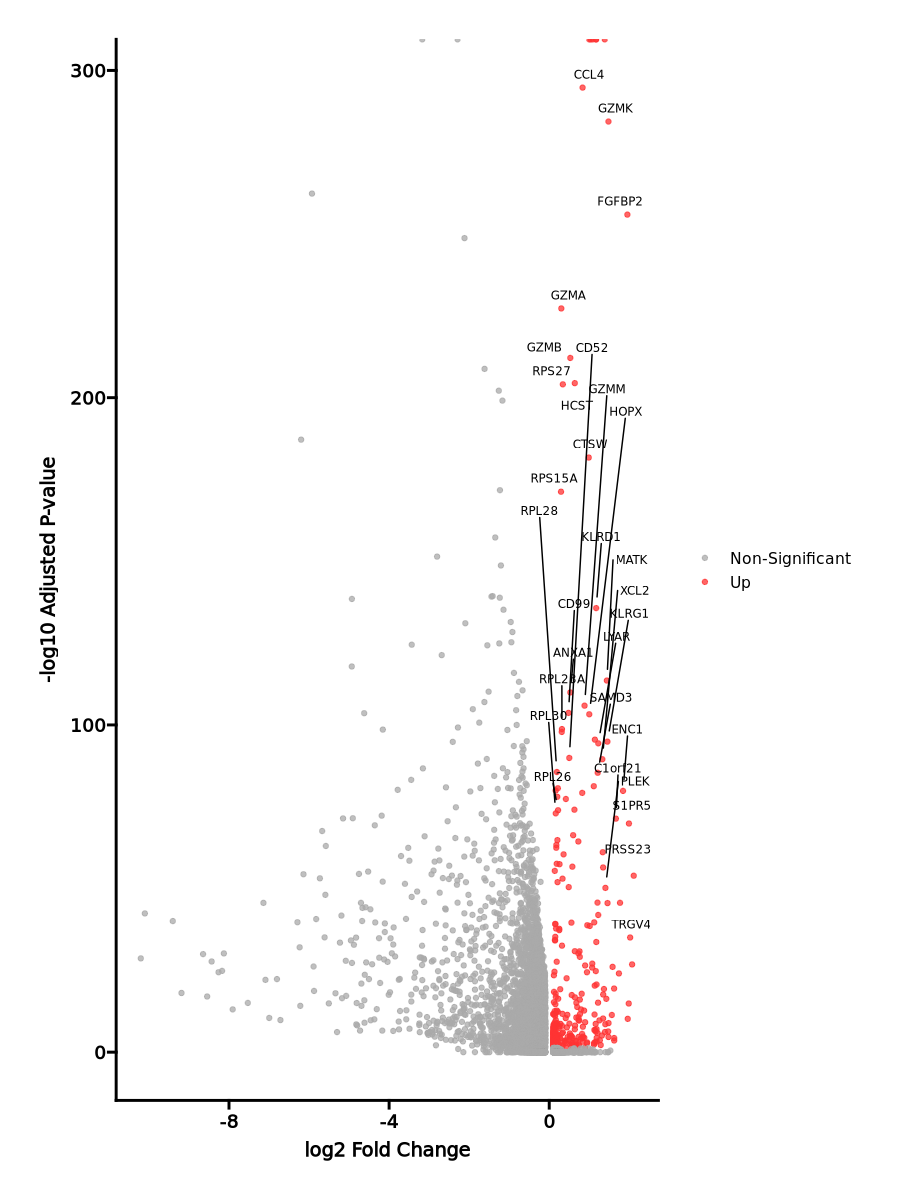 300
CCL4
GZMK
FGFBP2
GZMA
GZMB
CD52
RPS27
GZMM
200
HCST
HOPX
CTSW
RPS15A
RPL28
KLRD1
MATK
Non-Significant
Up
XCL2
CD99
KLRG1
LYAR
ANXA1
RPL23A
SAMD3
RPL30
100
ENC1
C1orf21
RPL26
PLEK
S1PR5
PRSS23
TRGV4
0
-log10 Adjusted P-value
-8
-4
0
log2 Fold Change